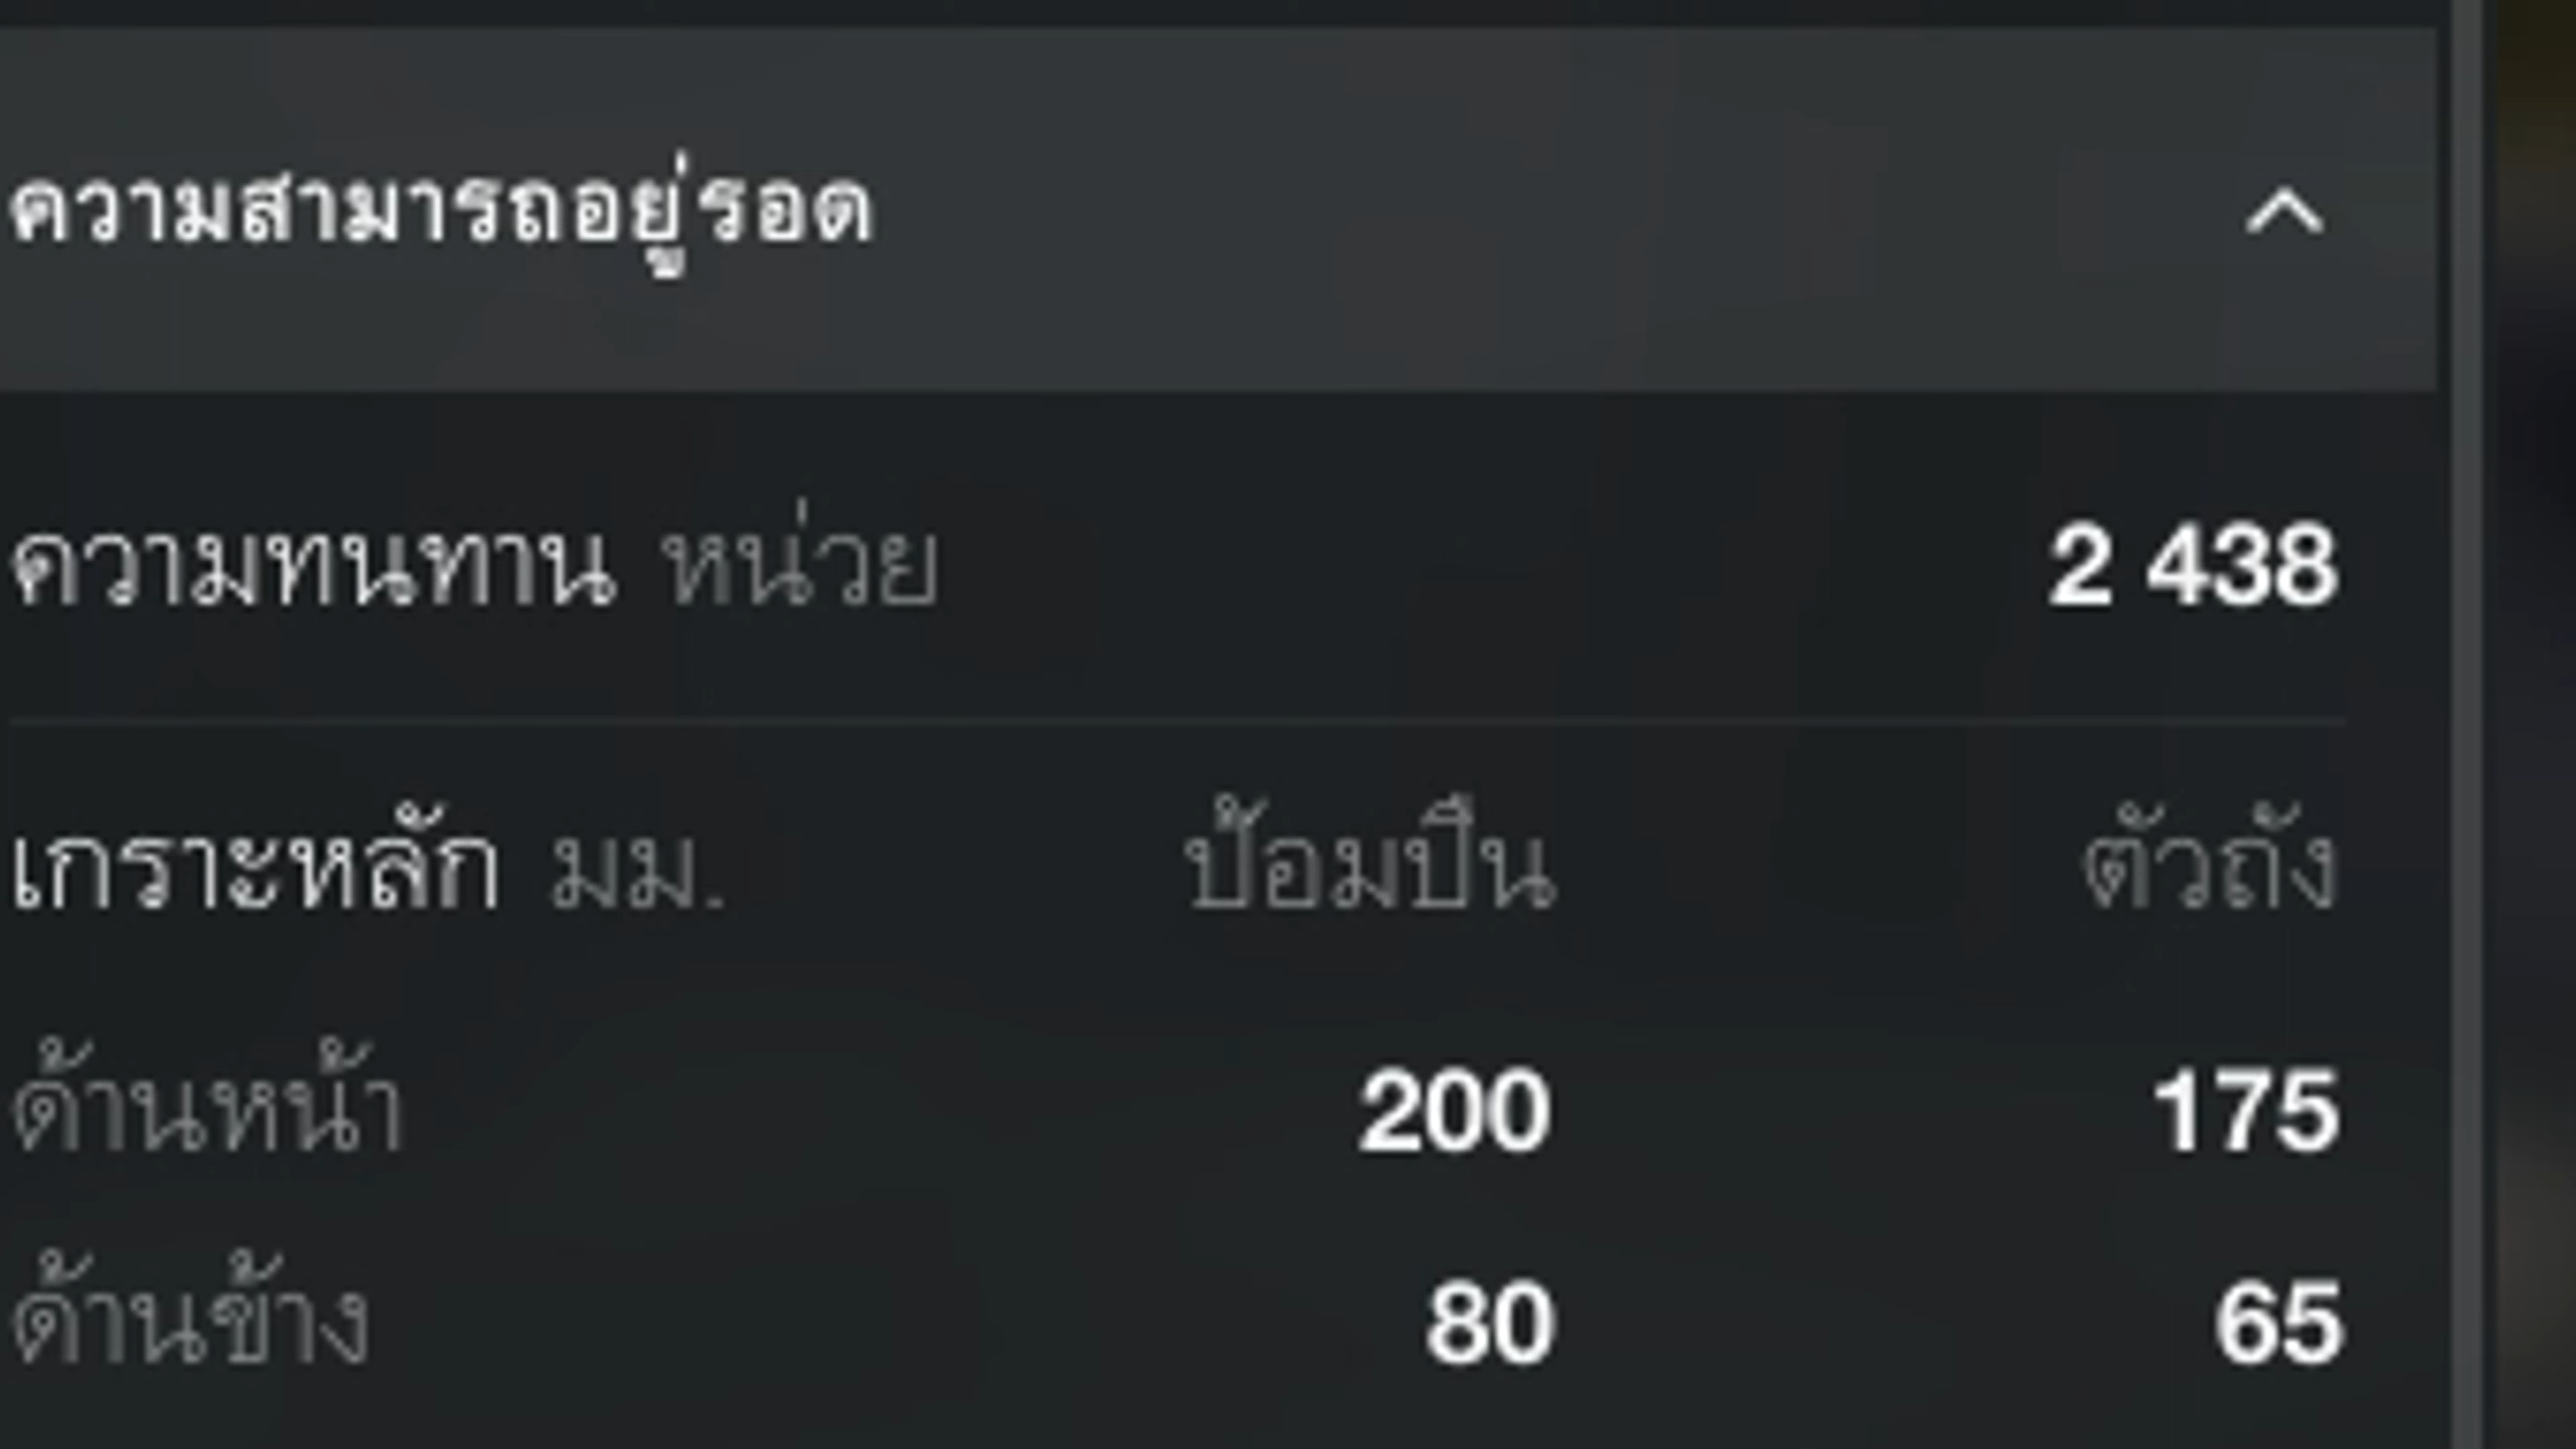 ความสามารถอยู่รอด
ความทนทาน หน่วย 2 438
เกราะหลัก มม. ป้อมปืน ตัวถัง
ด้านหน้า 200 175
ด้านข้าง 80 65